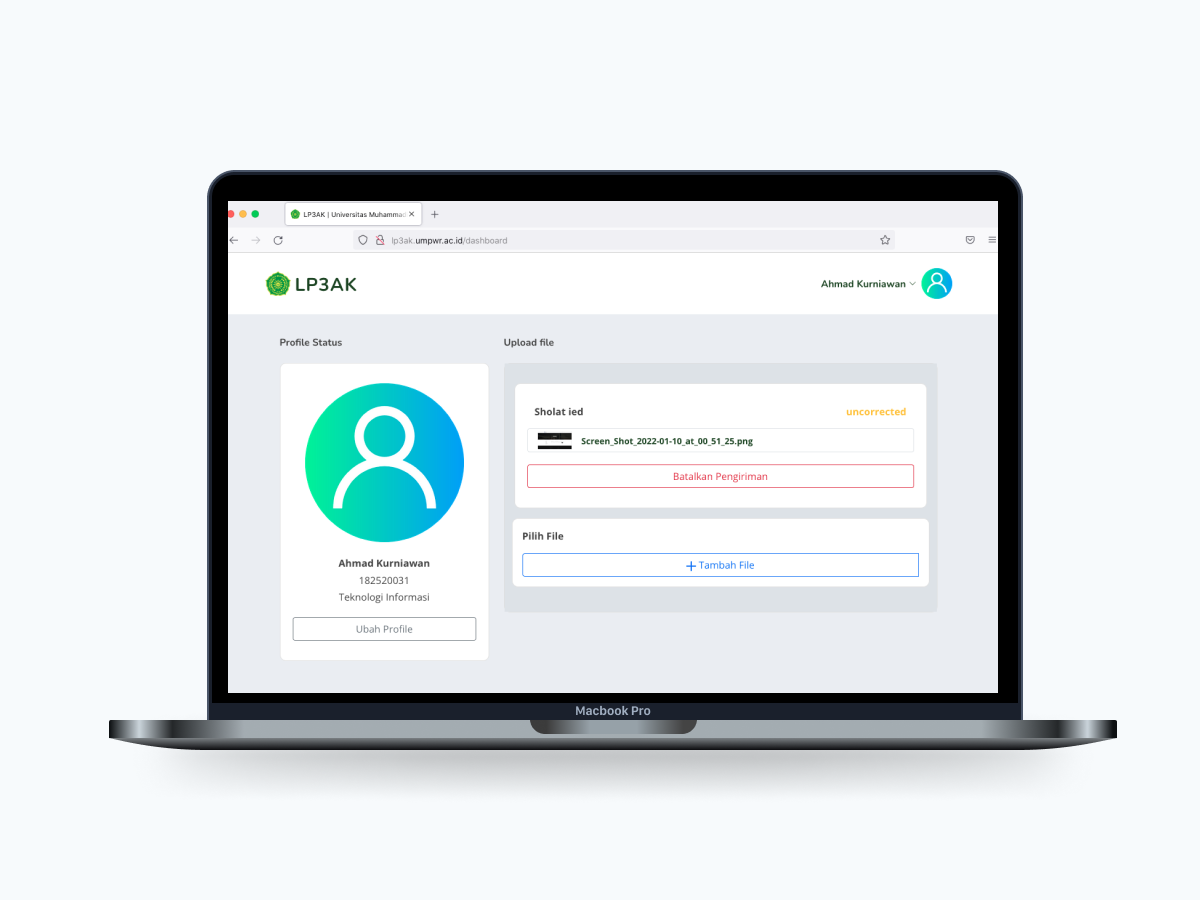 LP3AK | Universitas Muhammad
lp3ak.umpwr.ac.id/dashboard
LP3AK
Ahmad Kurniawan
Profile Status
Upload file
Sholat ied
uncorrected
Screen_Shot_2022-01-10_at_00_51_25.png
Batalkan Pengiriman
Pilih File
Tambah File
Ahmad Kurniawan
182520031
Teknologi Informasi
Ubah Profile
Macbook Pro